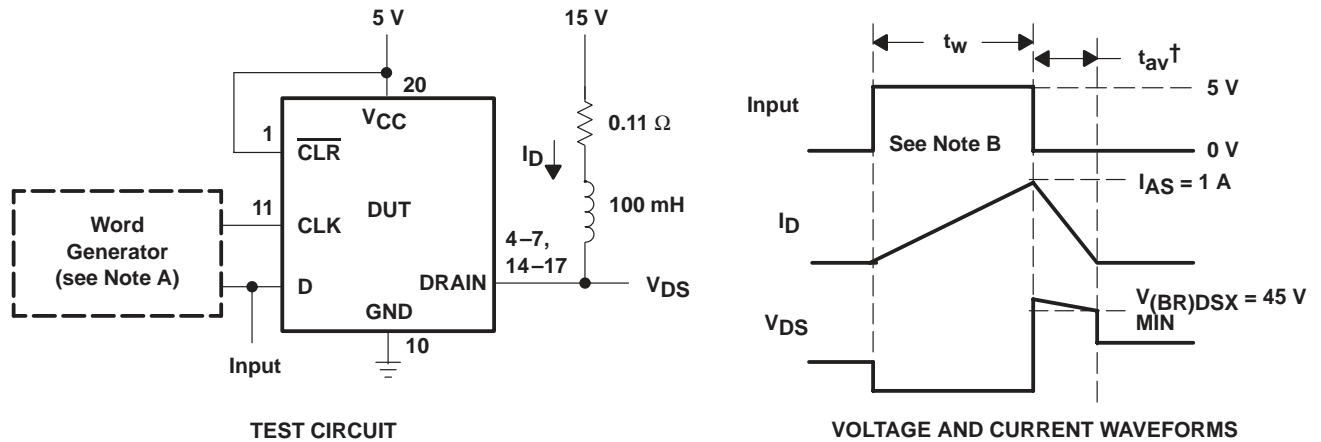 5 V
15 V
20
VCC
1
CLR
0.11 Ω
ID
Word
Generator
(see Note A)
11
CLK
DUT
100 mH
4–7,
14–17
D
DRAIN
VDS
GND
10
Input
TEST CIRCUIT
tw
tav†
Input
5 V
See Note B
0 V
IAS = 1 A
ID
V(BR)DSX = 45 V
MIN
VDS
VOLTAGE AND CURRENT WAVEFORMS